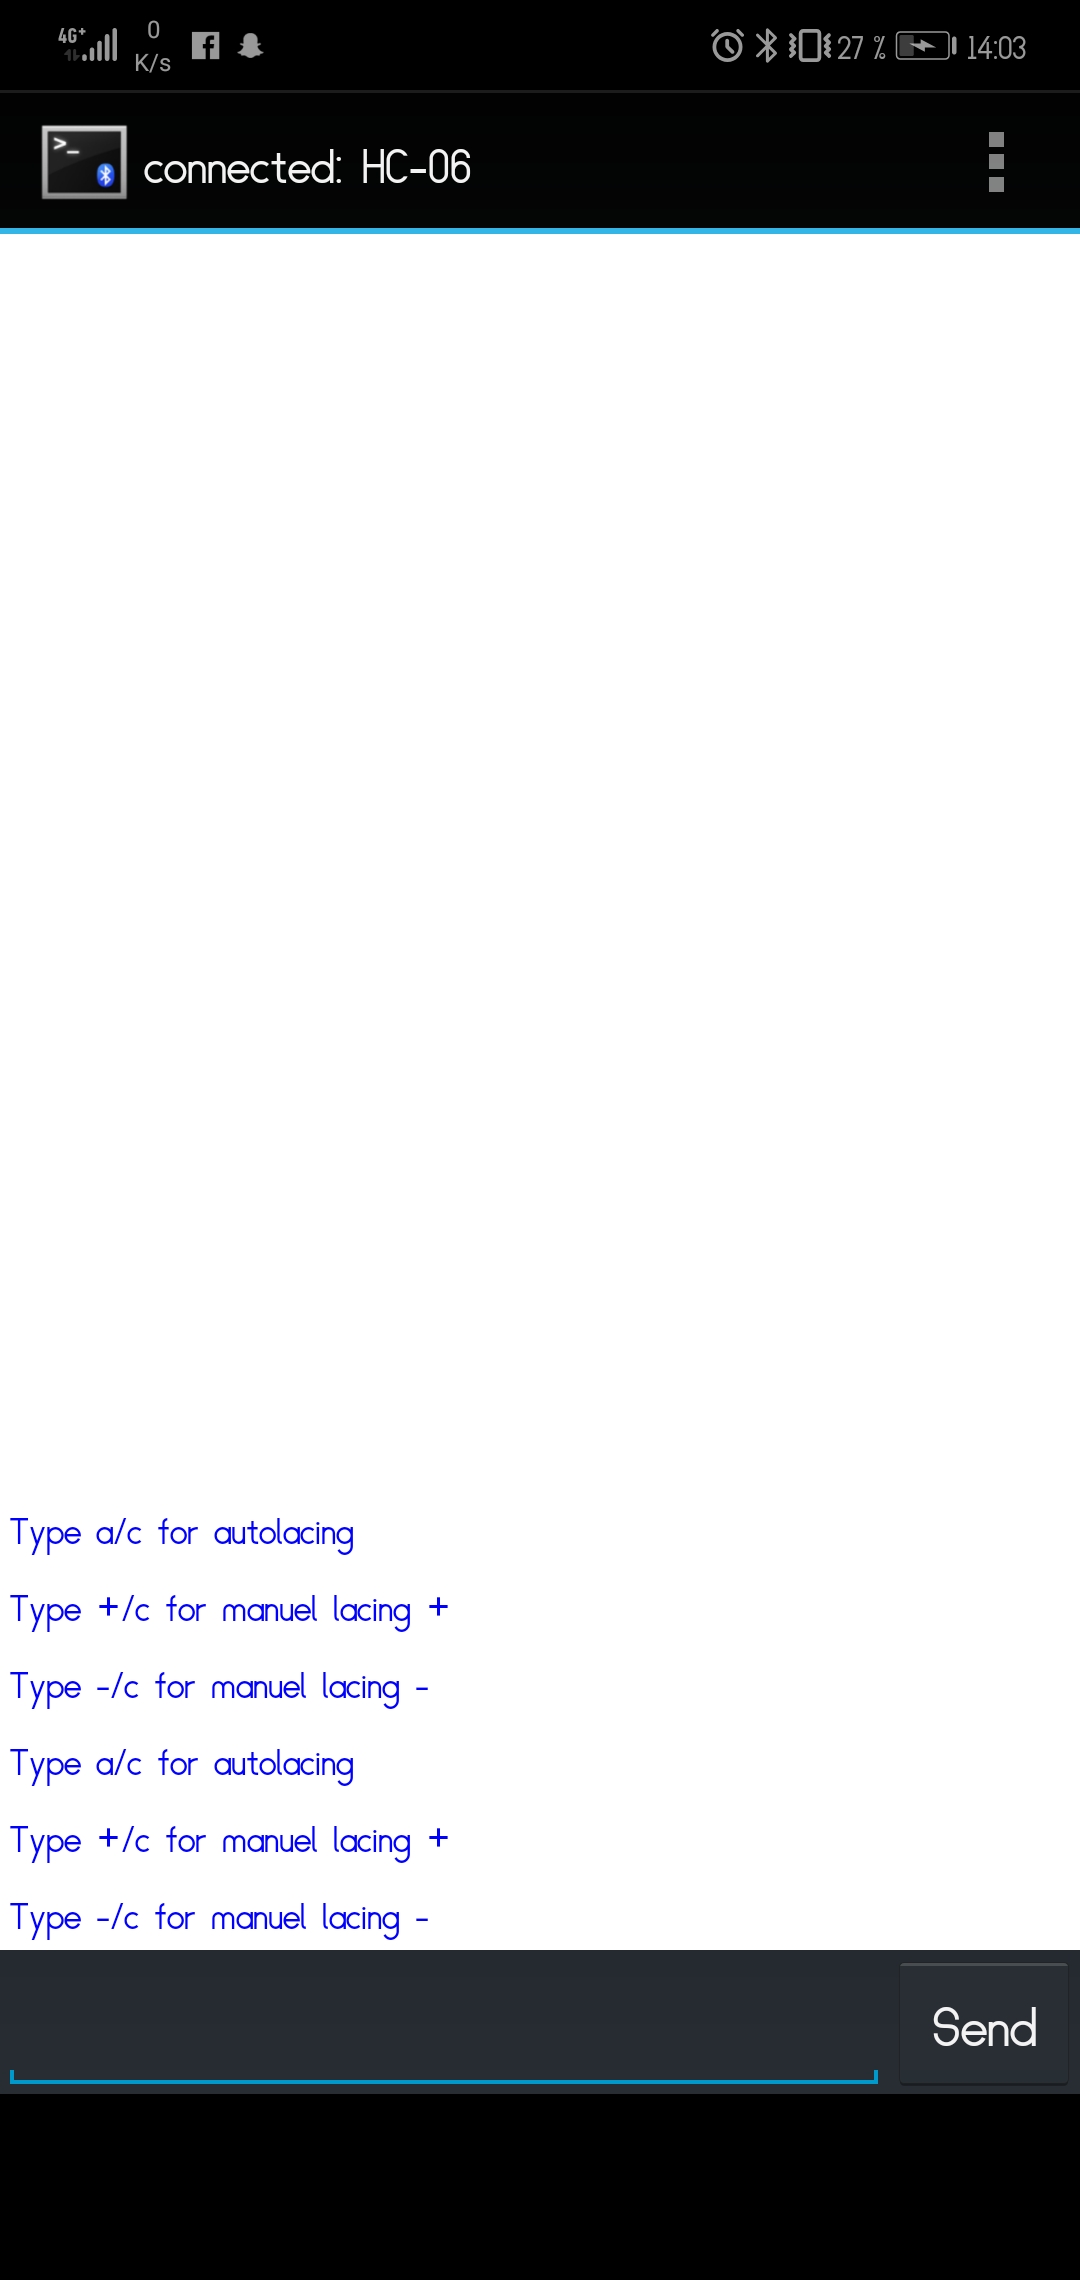 4G+ 0 K/s 27 % 14:03
>_ connected: HC-06
Type a/c for autolacing
Type +/c for manuel lacing +
Type -/c for manuel lacing -
Type a/c for autolacing
Type +/c for manuel lacing +
Type -/c for manuel lacing -
Send